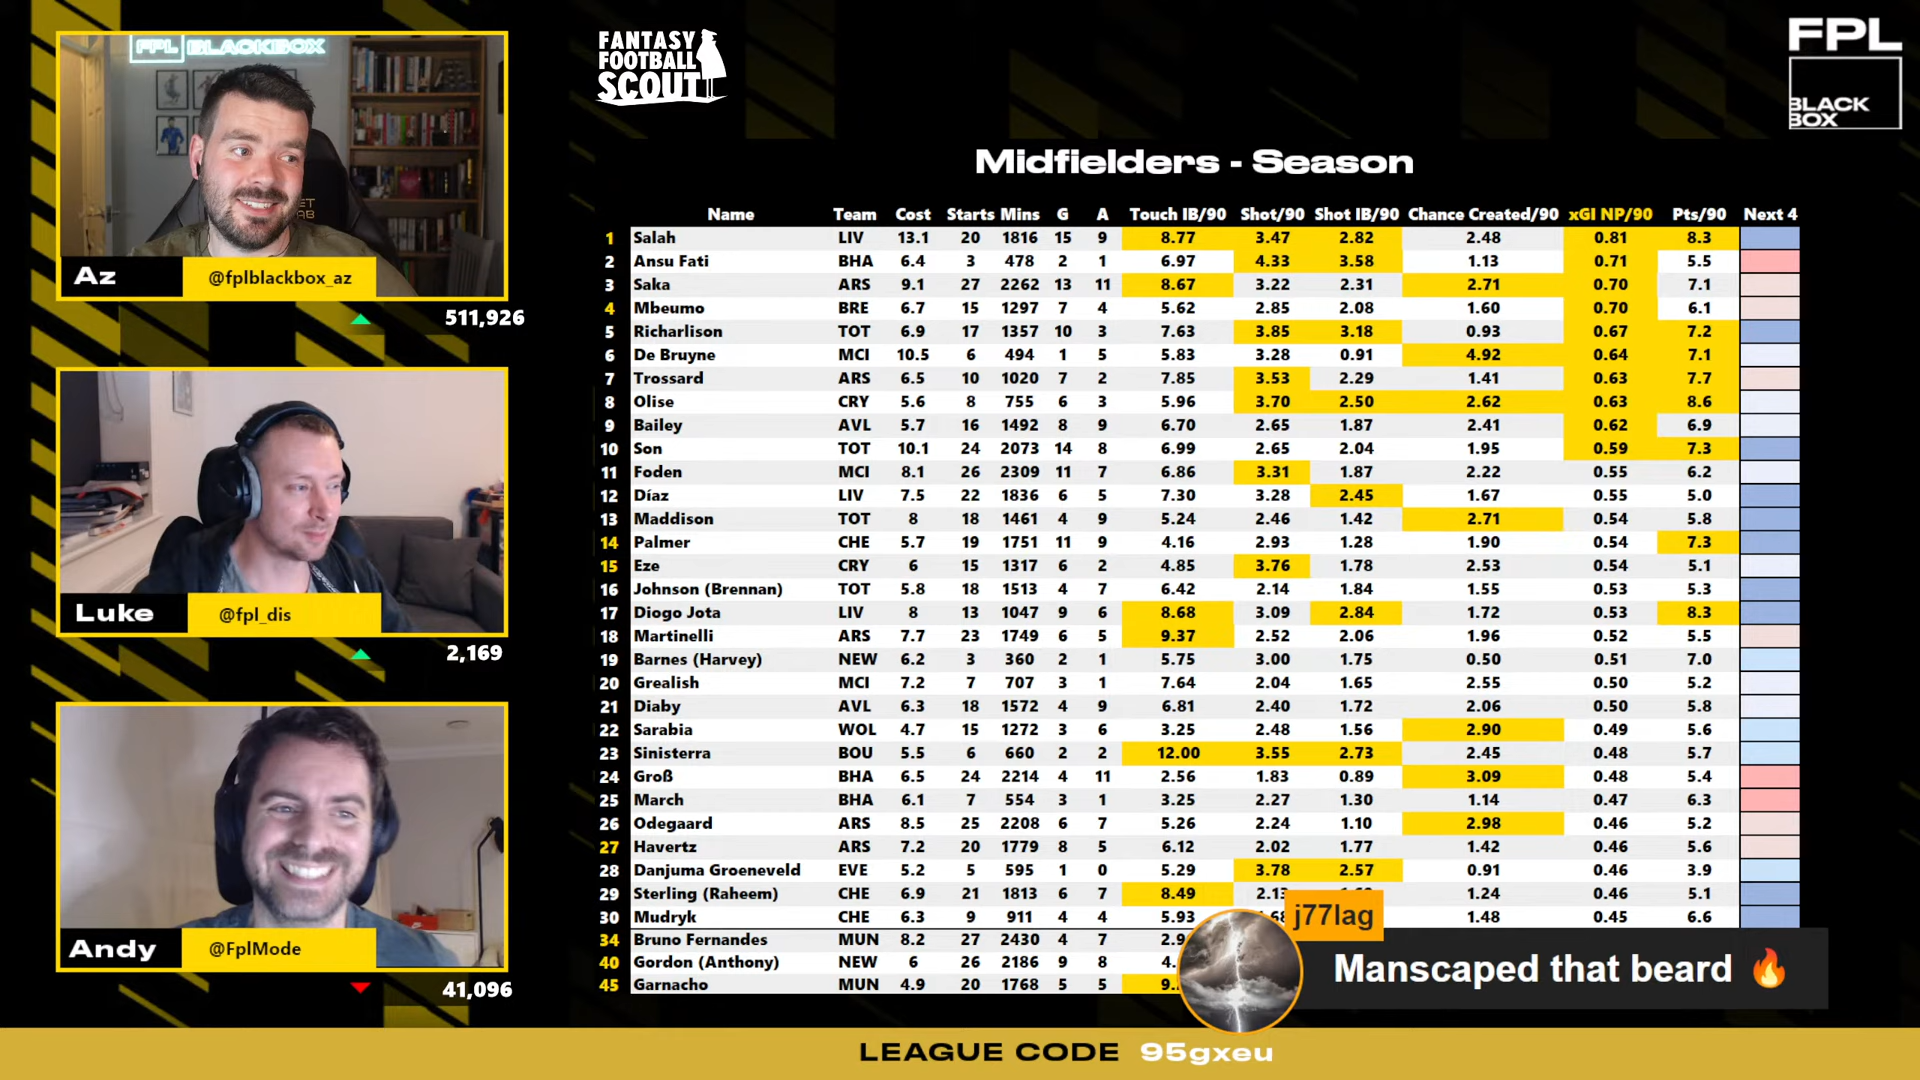 FPL BLACKBOX
Az
@fplblackbox_az
511,926
Luke
@fpl_dis
2,169
Andy
@FplMode
41,096
FANTASY
FOOTBALL
SCOUT
FPL
BLACK
BOX
Midfielders - Season
Name Team Cost Starts Mins G A Touch IB/90 Shot/90 Shot IB/90 Chance Created/90 xGI NP/90 Pts/90 Next 4
1 Salah LIV 13.1 20 1816 15 9 8.77 3.47 2.82 2.48 0.81 8.3
2 Ansu Fati BHA 6.4 3 478 2 1 6.97 4.33 3.58 1.13 0.71 5.5
3 Saka ARS 9.1 27 2262 13 11 8.67 3.22 2.31 2.71 0.70 7.1
4 Mbeumo BRE 6.7 15 1297 7 4 5.62 2.85 2.08 1.60 0.70 6.1
5 Richarlison TOT 6.9 17 1357 10 3 7.63 3.85 3.18 0.93 0.67 7.2
6 De Bruyne MCI 10.5 6 494 1 5 5.83 3.28 0.91 4.92 0.64 7.1
7 Trossard ARS 6.5 10 1020 7 2 7.85 3.53 2.29 1.41 0.63 7.7
8 Olise CRY 5.6 8 755 6 3 5.96 3.70 2.50 2.62 0.63 8.6
9 Bailey AVL 5.7 16 1492 8 9 6.70 2.65 1.87 2.41 0.62 6.9
10 Son TOT 10.1 24 2073 14 8 6.99 2.65 2.04 1.95 0.59 7.3
11 Foden MCI 8.1 26 2309 11 7 6.86 3.31 1.87 2.22 0.55 6.2
12 Díaz LIV 7.5 22 1836 6 5 7.30 3.28 2.45 1.67 0.55 5.0
13 Maddison TOT 8 18 1461 4 9 5.24 2.46 1.42 2.71 0.54 5.8
14 Palmer CHE 5.7 19 1751 11 9 4.16 2.93 1.28 1.90 0.54 7.3
15 Eze CRY 6 15 1317 6 2 4.85 3.76 1.78 2.53 0.54 5.1
16 Johnson (Brennan) TOT 5.8 18 1513 4 7 6.42 2.14 1.84 1.55 0.53 5.3
17 Diogo Jota LIV 8 13 1047 9 6 8.68 3.09 2.84 1.72 0.53 8.3
18 Martinelli ARS 7.7 23 1749 6 5 9.37 2.52 2.06 1.96 0.52 5.5
19 Barnes (Harvey) NEW 6.2 3 360 2 1 5.75 3.00 1.75 0.50 0.51 7.0
20 Grealish MCI 7.2 7 707 3 1 7.64 2.04 1.65 2.55 0.50 5.2
21 Diaby AVL 6.3 18 1572 4 9 6.81 2.40 1.72 2.06 0.50 5.8
22 Sarabia WOL 4.7 15 1272 3 6 3.25 2.48 1.56 2.90 0.49 5.6
23 Sinisterra BOU 5.5 6 660 2 2 12.00 3.55 2.73 2.45 0.48 5.7
24 Groß BHA 6.5 24 2214 4 11 2.56 1.83 0.89 3.09 0.48 5.4
25 March BHA 6.1 7 554 3 1 3.25 2.27 1.30 1.14 0.47 6.3
26 Odegaard ARS 8.5 25 2208 6 7 5.26 2.24 1.10 2.98 0.46 5.2
27 Havertz ARS 7.2 20 1779 8 5 6.12 2.02 1.77 1.42 0.46 5.6
28 Danjuma Groeneveld EVE 5.2 5 595 1 0 5.29 3.78 2.57 0.91 0.46 3.9
29 Sterling (Raheem) CHE 6.9 21 1813 6 7 8.49 1.24 0.46 5.1
30 Mudryk CHE 6.3 9 911 4 4 5.93 1.48 0.45 6.6
34 Bruno Fernandes MUN 8.2 27 2430 4 7
40 Gordon (Anthony) NEW 6 26 2186 9 8
45 Garnacho MUN 4.9 20 1768 5 5
j77lag
Manscaped that beard 🔥
LEAGUE CODE 95gxeu